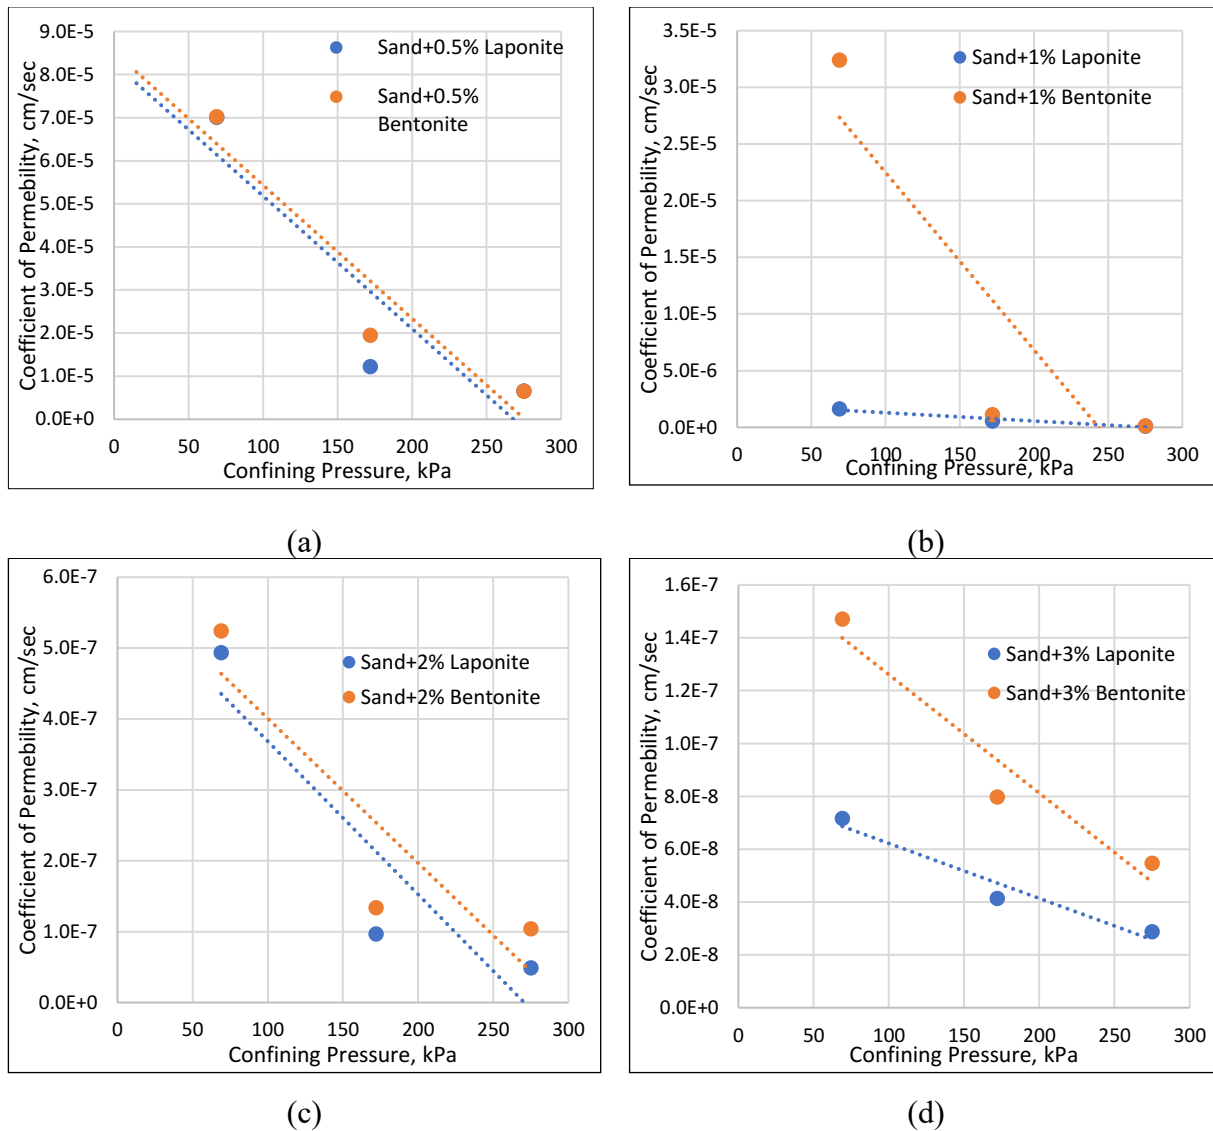 Coefficient of Permebility, cm/sec
9.0E-5
8.0E-5
7.0E-5
6.0E-5
5.0E-5
4.0E-5
3.0E-5
2.0E-5
1.0E-5
0.0E+0
Sand+0.5% Laponite
Sand+0.5%
Bentonite
0 50 100 150 200 250 300
Confining Pressure, kPa
(a)
Coefficient of Permebility, cm/sec
3.5E-5
3.0E-5
2.5E-5
2.0E-5
1.5E-5
1.0E-5
5.0E-6
0.0E+0
Sand+1% Laponite
Sand+1% Bentonite
0 50 100 150 200 250 300
Confining Pressure, kPa
(b)
Coefficient of Permebility, cm/sec
6.0E-7
5.0E-7
4.0E-7
3.0E-7
2.0E-7
1.0E-7
0.0E+0
Sand+2% Laponite
Sand+2% Bentonite
0 50 100 150 200 250 300
Confining Pressure, kPa
(c)
Coefficient of Permebility, cm/sec
1.6E-7
1.4E-7
1.2E-7
1.0E-7
8.0E-8
6.0E-8
4.0E-8
2.0E-8
0.0E+0
Sand+3% Laponite
Sand+3% Bentonite
0 50 100 150 200 250 300
Confining Pressure, kPa
(d)